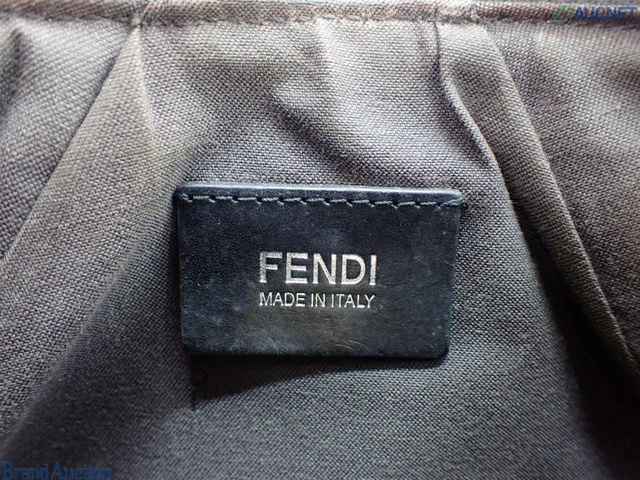 AUCNET
FENDI
MADE IN ITALY
Brand Auction